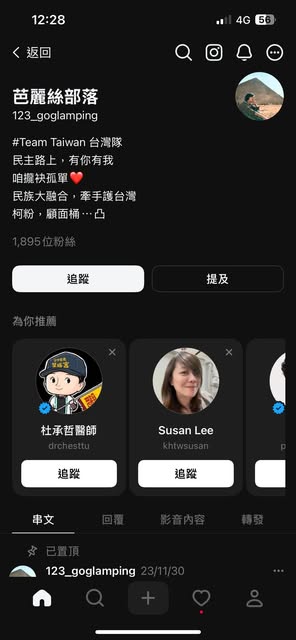 12:28
4G
56
返回
芭麗絲部落
123_goglamping
#Team Taiwan 台灣隊
民主路上，有你有我
咱攏袂孤單❤️
民族大融合，牽手護台灣
柯粉，顧面桶⋯凸
1,895位粉絲
追蹤
提及
為你推薦
杜承哲醫師
drchesttu
追蹤
Susan Lee
khtwsusan
追蹤
串文
回覆
影音內容
轉發
已置頂
123_goglamping 23/11/30